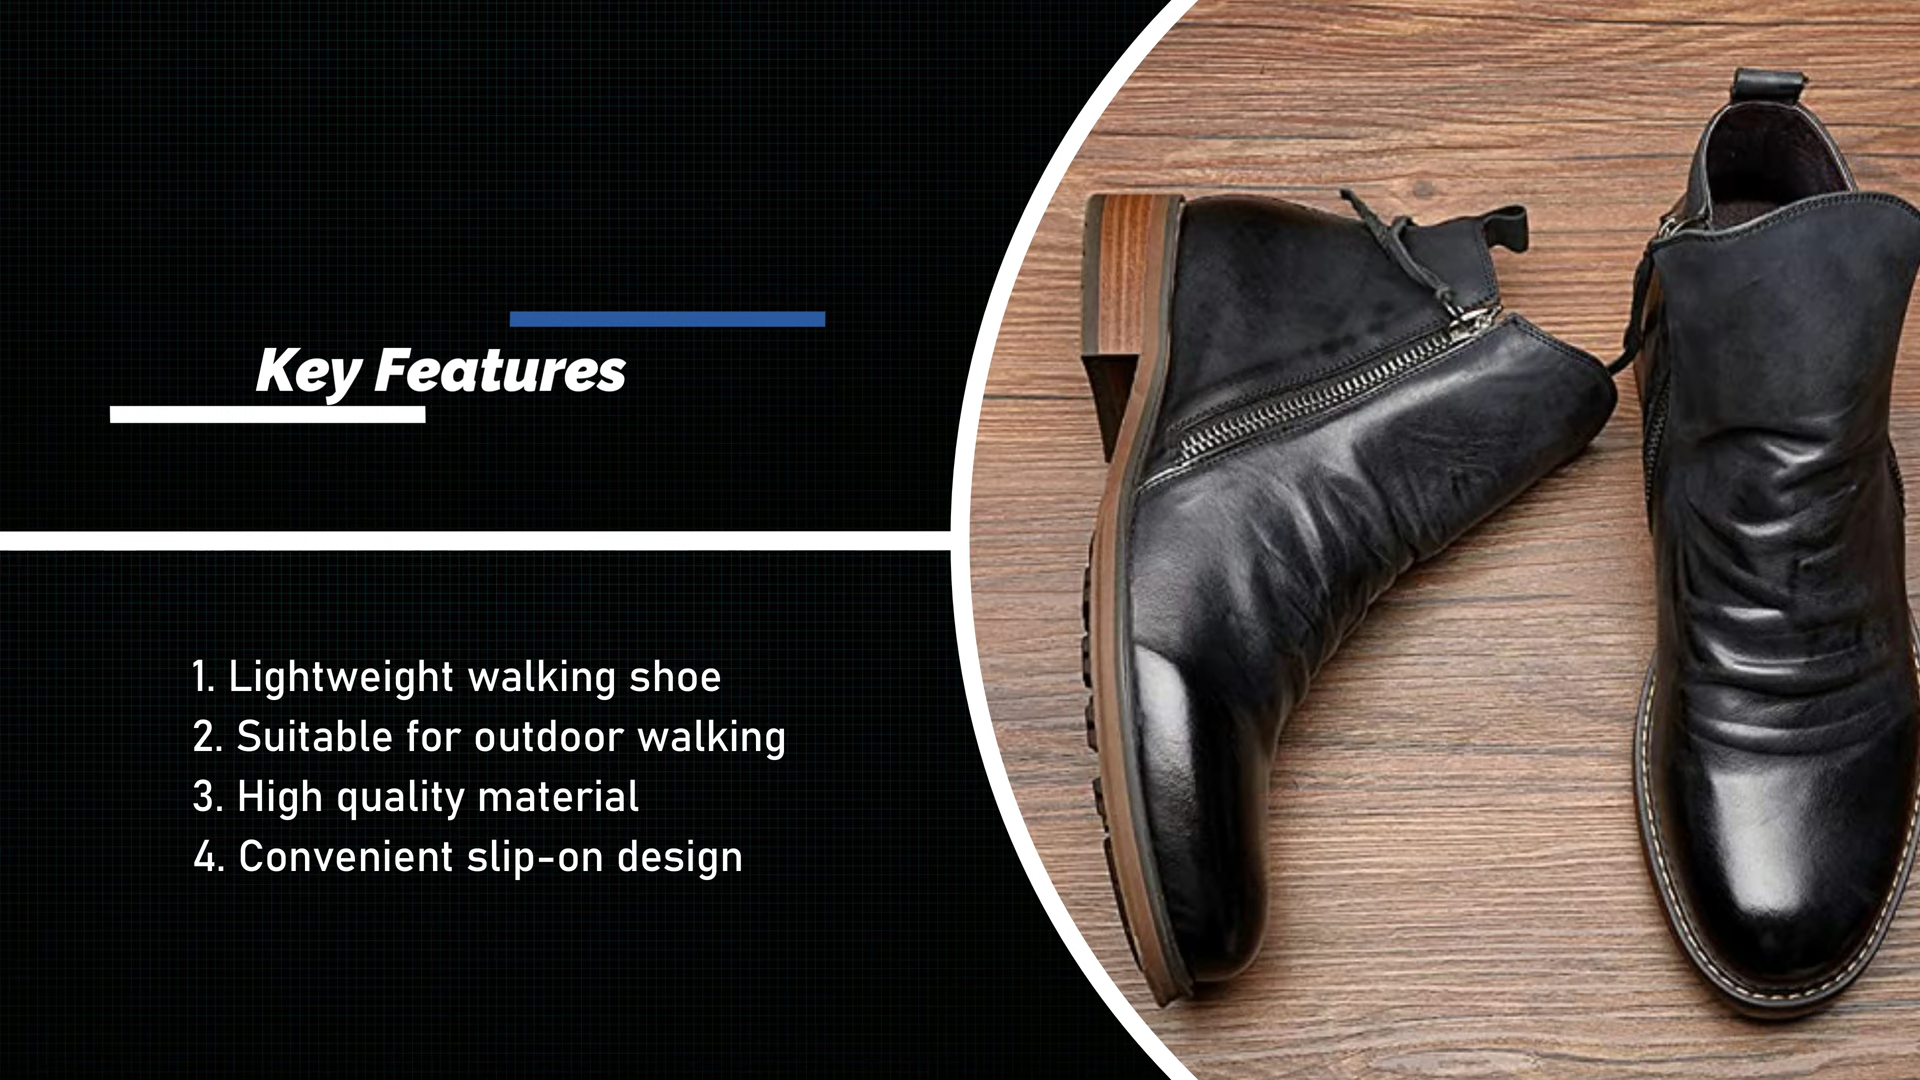 Key Features
1. Lightweight walking shoe
2. Suitable for outdoor walking
3. High quality material
4. Convenient slip-on design